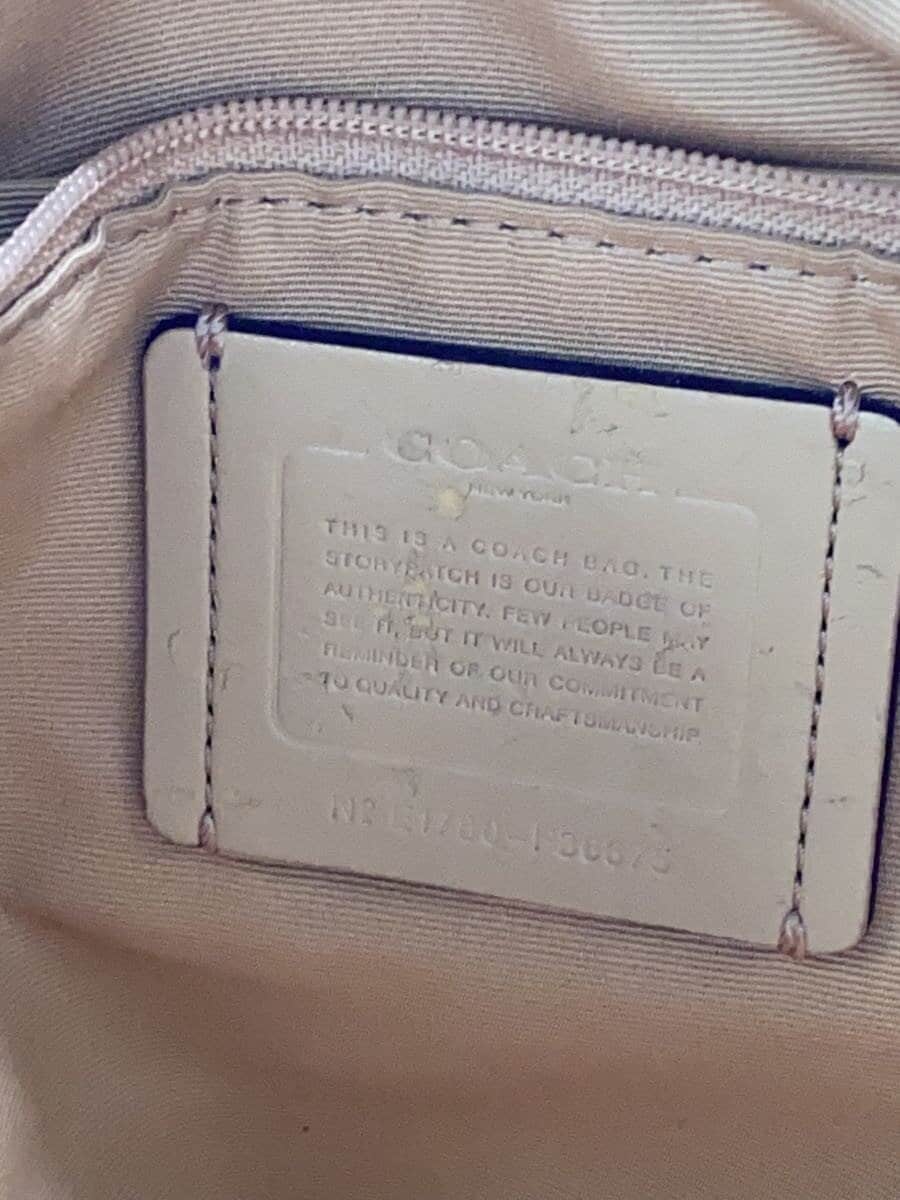 COACH
NEW YORK
THIS IS A COACH BAG. THE
STORYPATCH IS OUR BADGE OF
AUTHENTICITY. FEW PEOPLE MAY
SEE IT, BUT IT WILL ALWAYS BE A
REMINDER OF OUR COMMITMENT
TO QUALITY AND CRAFTSMANSHIP.